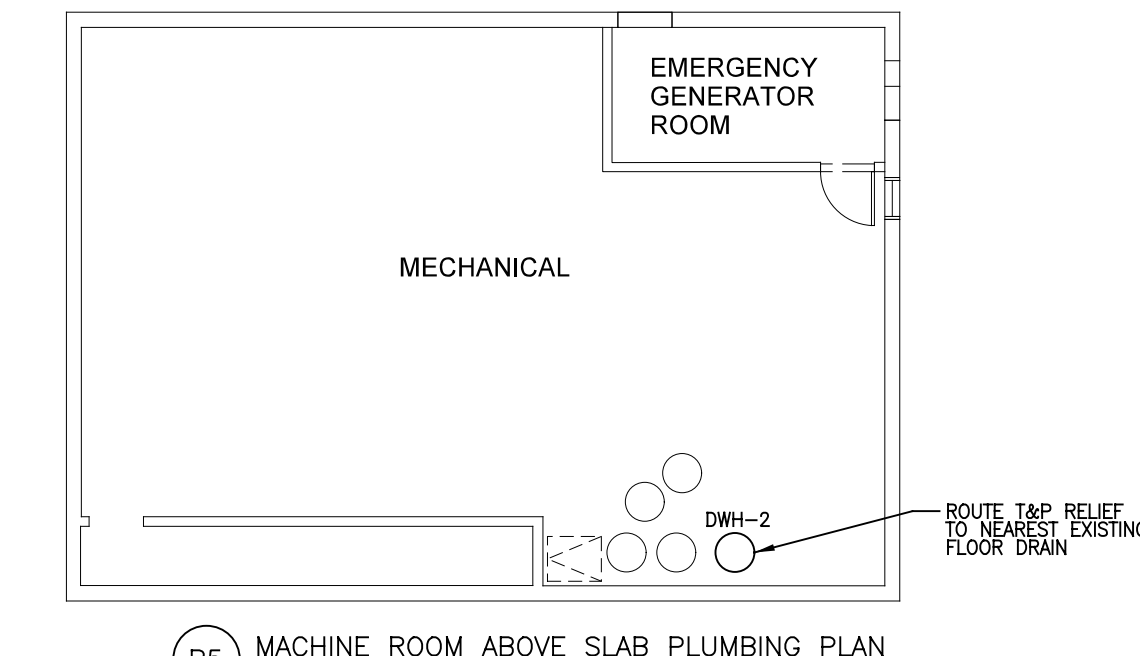 EMERGENCY
GENERATOR
ROOM
MECHANICAL
DWH-2
ROUTE T&P RELIEF
TO NEAREST EXISTING
FLOOR DRAIN
MACHINE ROOM ABOVE SLAB PLUMBING PLAN